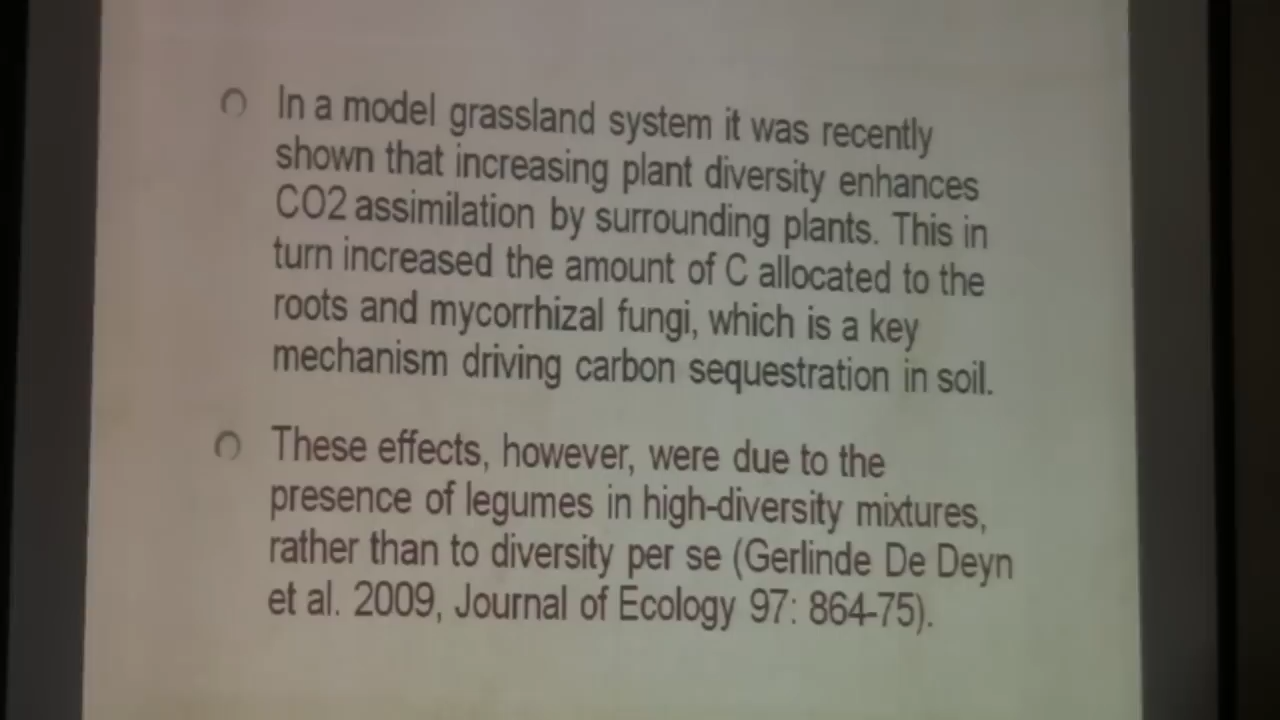 In a model grassland system it was recently
shown that increasing plant diversity enhances
CO2 assimilation by surrounding plants. This in
turn increased the amount of C allocated to the
roots and mycorrhizal fungi, which is a key
mechanism driving carbon sequestration in soil.
These effects, however, were due to the
presence of legumes in high-diversity mixtures,
rather than to diversity per se (Gerlinde De Deyn
et al. 2009, Journal of Ecology 97: 864-75).